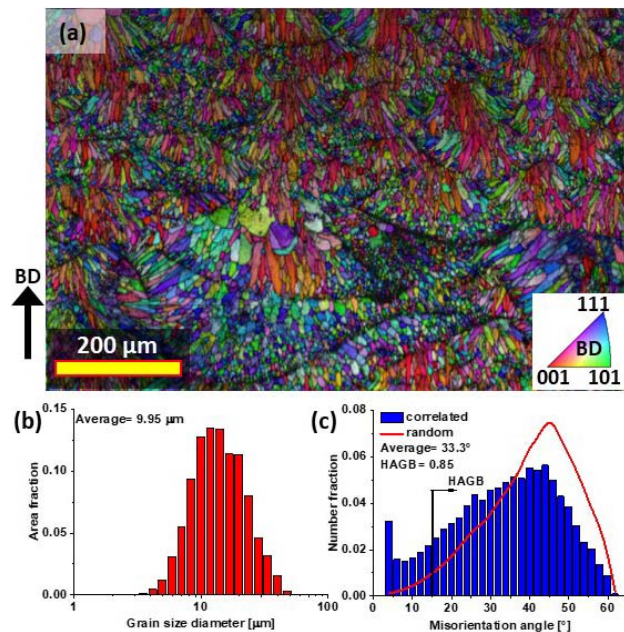 (a)
BD
200 µm
111
BD
001 101
(b)
Average= 9.95 µm
Area fraction
0.15
0.10
0.05
0.00
1 10 100
Grain size diameter [µm]
(c)
correlated
random
Average= 33.3°
HAGB= 0.85
HAGB
Number fraction
0.08
0.06
0.04
0.02
0.00
0 10 20 30 40 50 60
Misorientation angle [°]